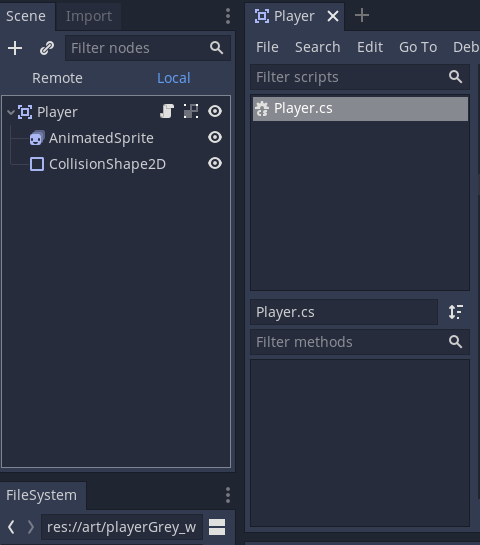 Scene Import
Filter nodes
Remote Local
Player
AnimatedSprite
CollisionShape2D
FileSystem
res://art/playerGrey_w
Player
File Search Edit Go To Deb
Filter scripts
Player.cs
Player.cs
Filter methods